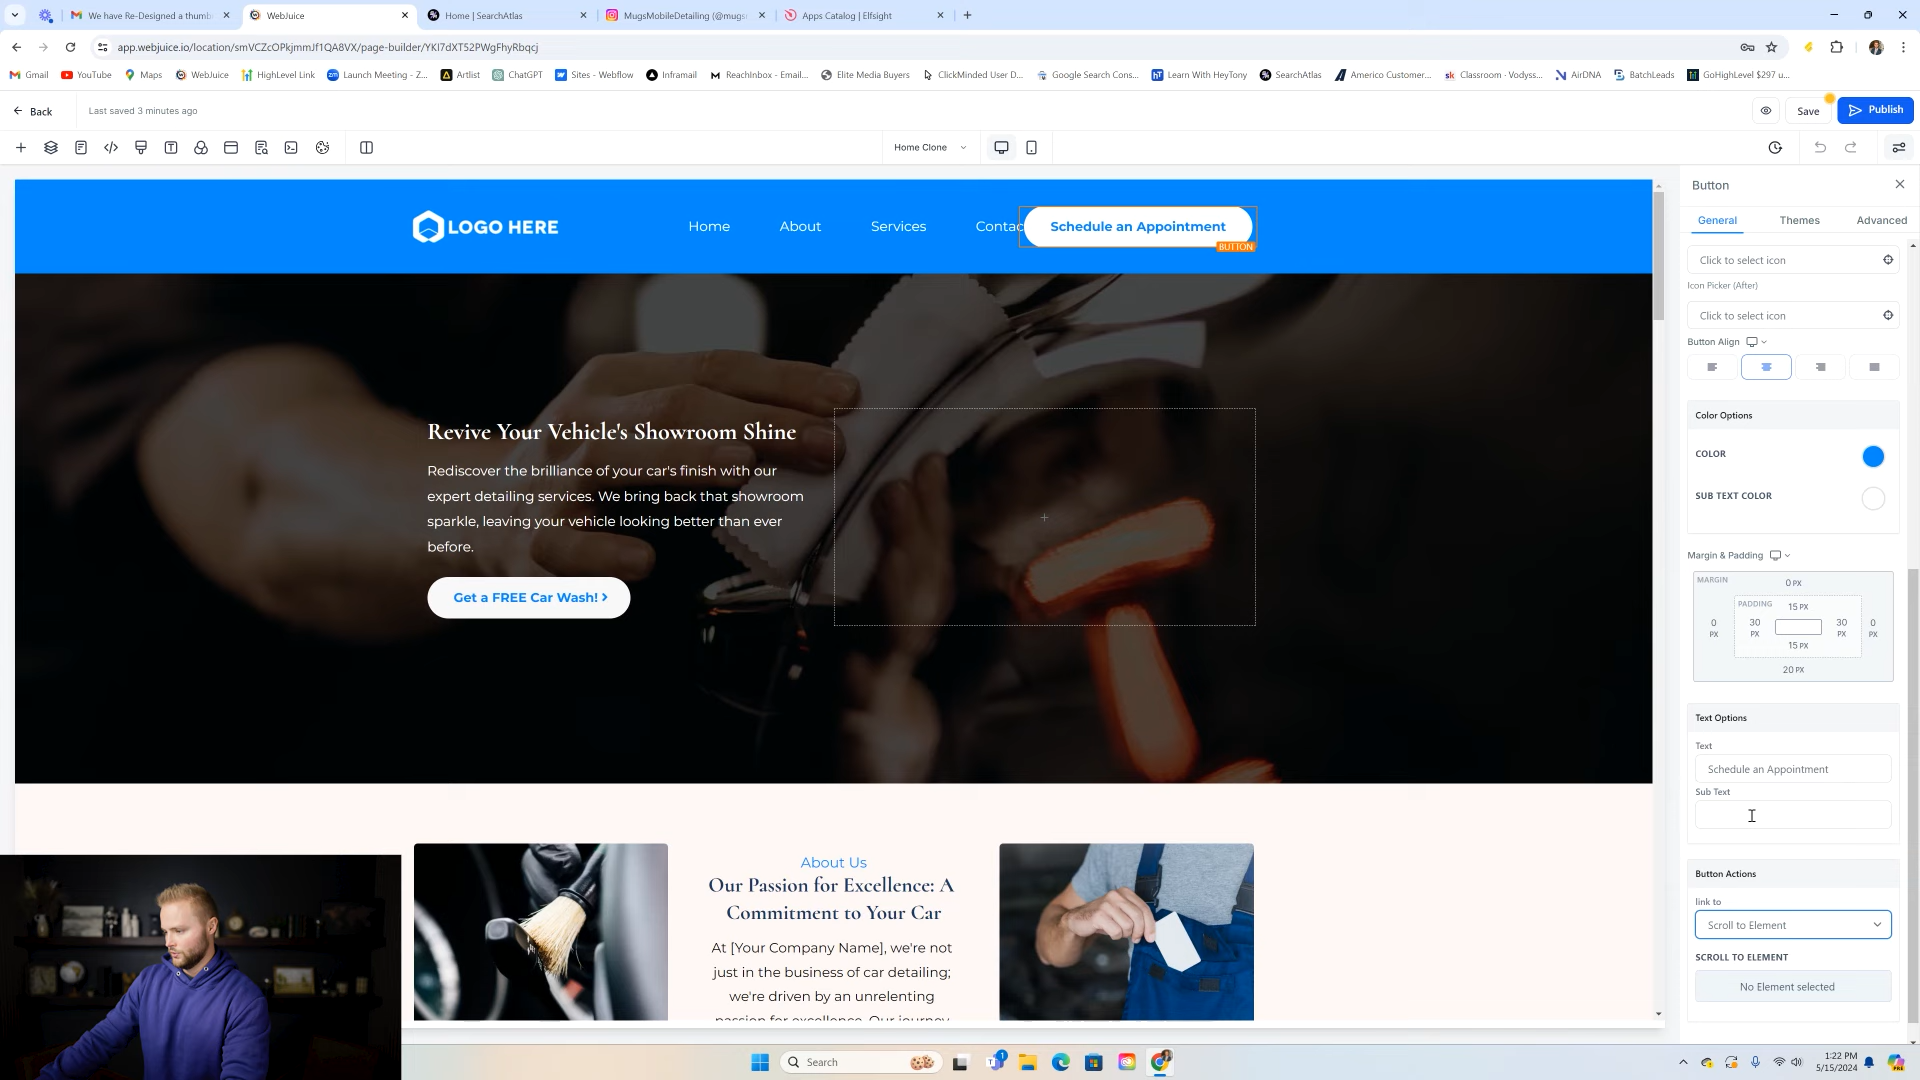 We have Re-Designed a thumb
WebJuice
Home | SearchAtlas
MugsMobileDetailing (@mugs
Apps Catalog | Elfsight
app.webjuice.io/location/smVCZcOPkjmmJf1QA8VX/page-builder/YKI7dXT52PWgFhyRbqcj
Gmail
YouTube
Maps
WebJuice
HighLevel Link
Launch Meeting - Z...
Artlist
ChatGPT
Sites - Webflow
Inframail
ReachInbox - Email...
Elite Media Buyers
ClickMinded User D...
Google Search Cons...
Learn With HeyTony
SearchAtlas
Americo Customer...
Classroom · Vodyss...
AirDNA
BatchLeads
GoHighLevel $297 u...
Back
Last saved 3 minutes ago
Save
Publish
Home Clone
LOGO HERE
Home
About
Services
Contac
Schedule an Appointment
BUTTON
Revive Your Vehicle's Showroom Shine
Rediscover the brilliance of your car's finish with our
expert detailing services. We bring back that showroom
sparkle, leaving your vehicle looking better than ever
before.
Get a FREE Car Wash!
About Us
Our Passion for Excellence: A
Commitment to Your Car
At [Your Company Name], we're not
just in the business of car detailing;
we're driven by an unrelenting
passion for excellence. Our journey
Button
General
Themes
Advanced
Click to select icon
Icon Picker (After)
Click to select icon
Button Align
Color Options
COLOR
SUB TEXT COLOR
Margin & Padding
MARGIN
0 PX
PADDING
15 PX
0 PX
30 PX
30 PX
0 PX
15 PX
20 PX
Text Options
Text
Schedule an Appointment
Sub Text
Button Actions
link to
Scroll to Element
SCROLL TO ELEMENT
No Element selected
Search
1
1:22 PM
5/15/2024